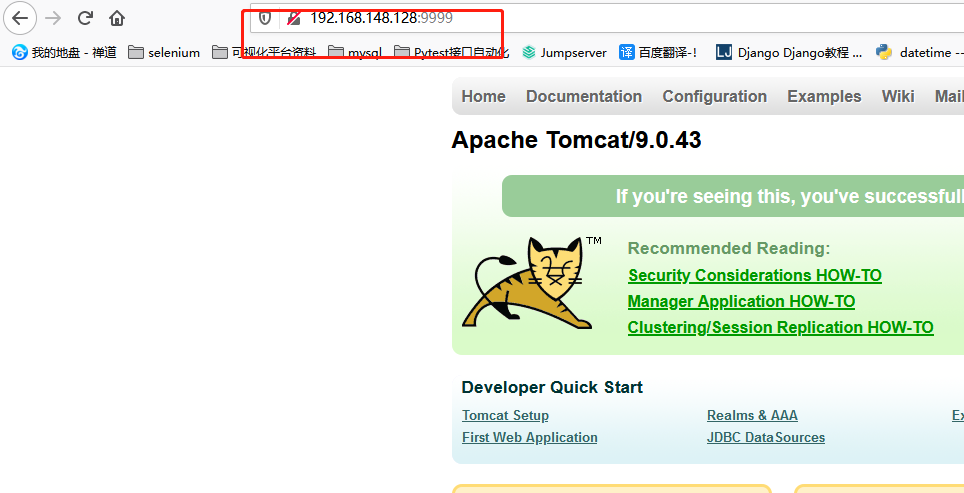 192.168.148.128:9999
我的地盘 - 禅道 selenium 可视化平台资料 mysql Pytest接口自动化 Jumpserver 译 百度翻译-! LJ Django Django教程 ... datetime --
Home Documentation Configuration Examples Wiki Mail
Apache Tomcat/9.0.43
If you're seeing this, you've successfull
TM
Recommended Reading:
Security Considerations HOW-TO
Manager Application HOW-TO
Clustering/Session Replication HOW-TO
Developer Quick Start
Tomcat Setup Realms & AAA Ex
First Web Application JDBC DataSources